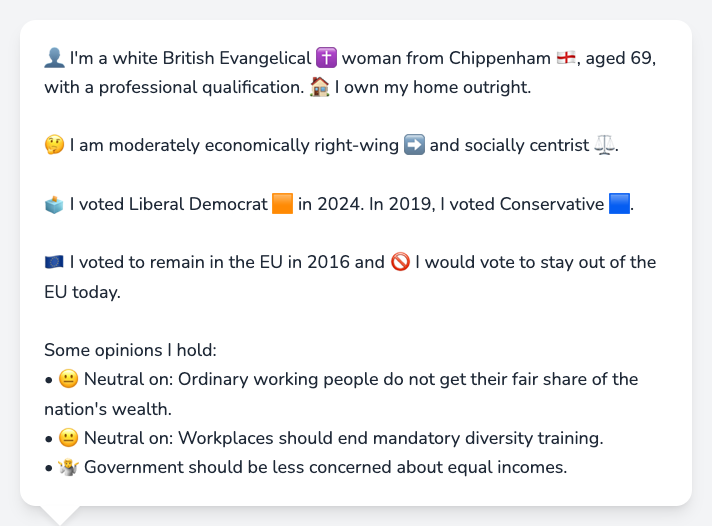 👤 I'm a white British Evangelical ✝️ woman from Chippenham 🏴󠁧󠁢󠁥󠁮󠁧󠁿, aged 69,
with a professional qualification. 🏠 I own my home outright.
🤔 I am moderately economically right-wing ➡️ and socially centrist ⚖️.
🗳️ I voted Liberal Democrat 🟧 in 2024. In 2019, I voted Conservative 🟦.
🇪🇺 I voted to remain in the EU in 2016 and 🚫 I would vote to stay out of the
EU today.
Some opinions I hold:
• 😐 Neutral on: Ordinary working people do not get their fair share of the
nation's wealth.
• 😐 Neutral on: Workplaces should end mandatory diversity training.
• 🤷 Government should be less concerned about equal incomes.